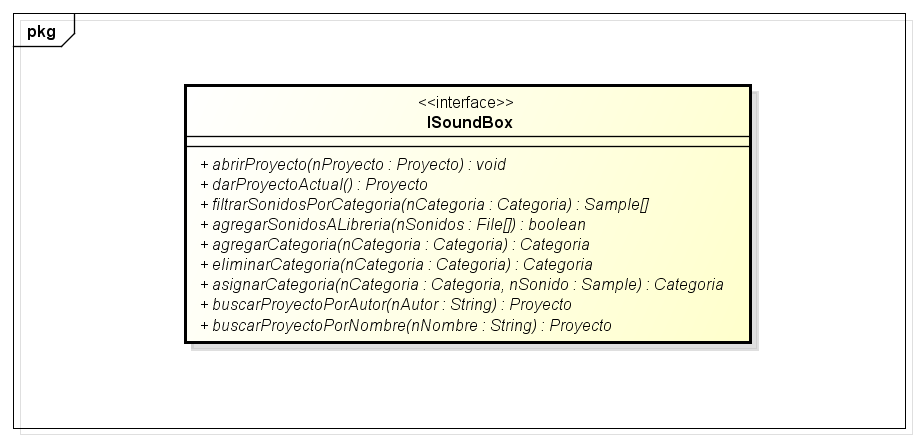 pkg
<<interface>>
ISoundBox
+ abrirProyecto(nProyecto : Proyecto) : void
+ darProyectoActual() : Proyecto
+ filtrarSonidosPorCategoria(nCategoria : Categoria) : Sample[]
+ agregarSonidosALibreria(nSonidos : File[]) : boolean
+ agregarCategoria(nCategoria : Categoria) : Categoria
+ eliminarCategoria(nCategoria : Categoria) : Categoria
+ asignarCategoria(nCategoria : Categoria, nSonido : Sample) : Categoria
+ buscarProyectoPorAutor(nAutor : String) : Proyecto
+ buscarProyectoPorNombre(nNombre : String) : Proyecto